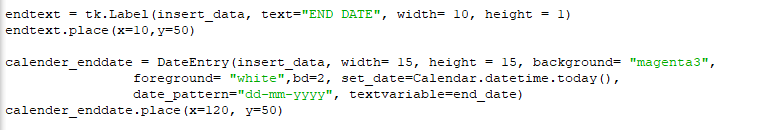 endtext = tk.Label(insert_data, text="END DATE", width= 10, height = 1)
endtext.place(x=10,y=50)
calender_enddate = DateEntry(insert_data, width= 15, height = 15, background= "magenta3",
foreground= "white",bd=2, set_date=Calendar.datetime.today(),
date_pattern="dd-mm-yyyy", textvariable=end_date)
calender_enddate.place(x=120, y=50)